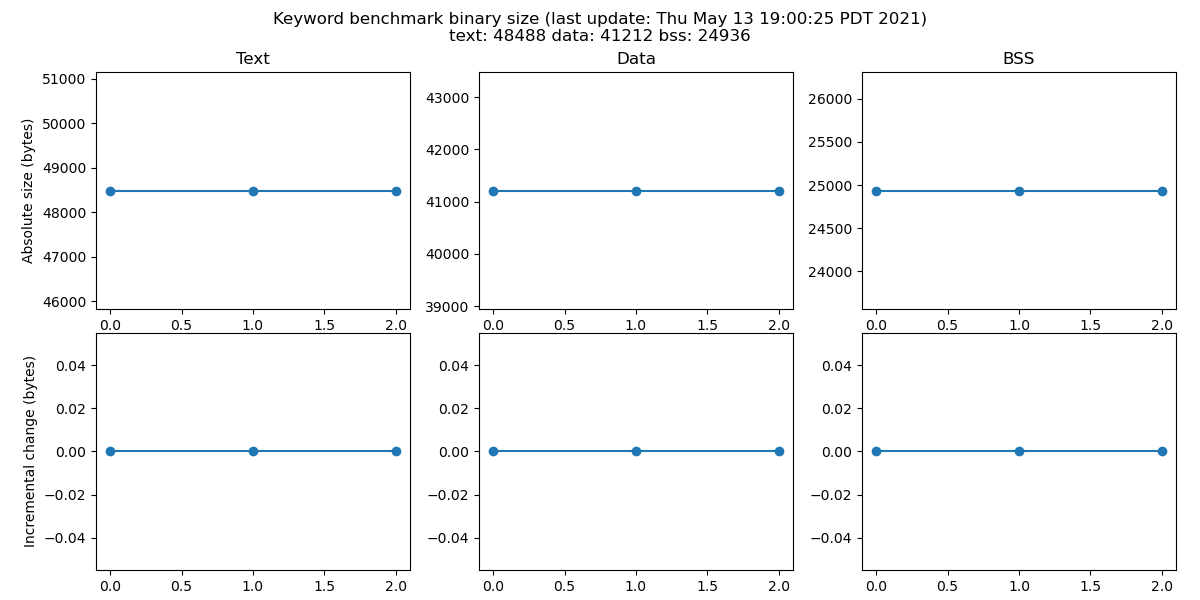 Keyword benchmark binary size (last update: Thu May 13 19:00:25 PDT 2021)
text: 48488 data: 41212 bss: 24936
Text
Data
BSS
Absolute size (bytes)
51000
50000
49000
48000
47000
46000
0.0 0.5 1.0 1.5 2.0
43000
42000
41000
40000
39000
0.0 0.5 1.0 1.5 2.0
26000
25500
25000
24500
24000
0.0 0.5 1.0 1.5 2.0
Incremental change (bytes)
0.04
0.02
0.00
−0.02
−0.04
0.0 0.5 1.0 1.5 2.0
0.04
0.02
0.00
−0.02
−0.04
0.0 0.5 1.0 1.5 2.0
0.04
0.02
0.00
−0.02
−0.04
0.0 0.5 1.0 1.5 2.0